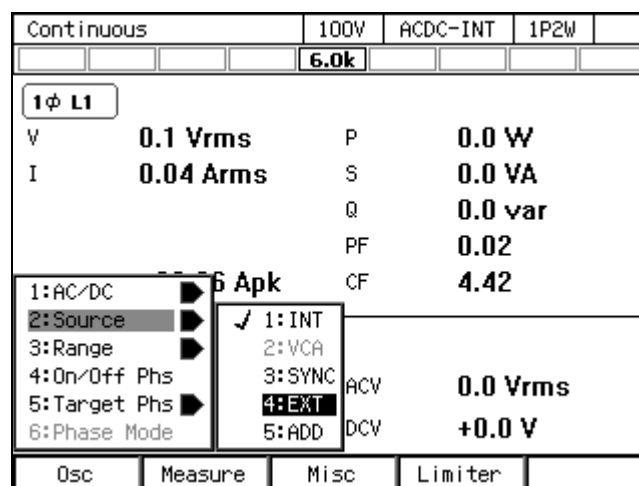 Continuous 100V ACDC-INT 1P2W
6.0k
1ϕ L1
V 0.1 Vrms P 0.0 W
I 0.04 Arms S 0.0 VA
Q 0.0 var
PF 0.02
6 Apk CF 4.42
1:AC/DC
2:Source ✓ 1:INT
3:Range 2:VCA
4:On/Off Phs 3:SYNC ACV 0.0 Vrms
5:Target Phs 4:EXT
6:Phase Mode 5:ADD DCV +0.0 V
Osc Measure Misc Limiter